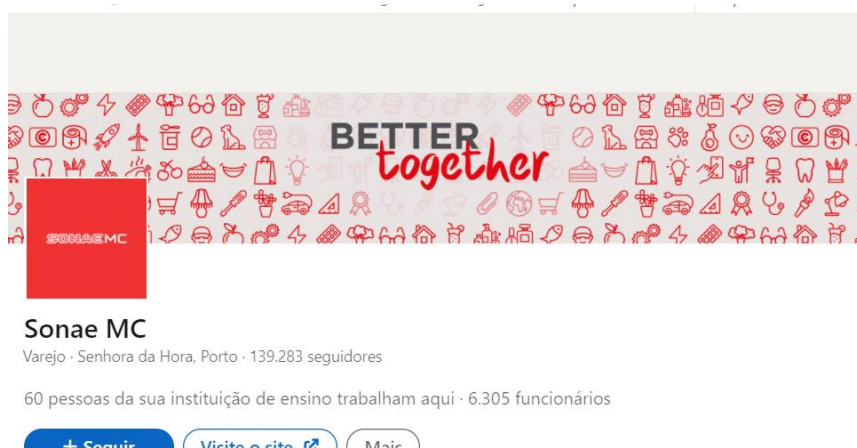 BETTER
together
SONAE MC
Sonae MC
Varejo · Senhora da Hora, Porto · 139.283 seguidores
60 pessoas da sua instituição de ensino trabalham aqui · 6.305 funcionários
+ Seguir
Visite o site
Mais